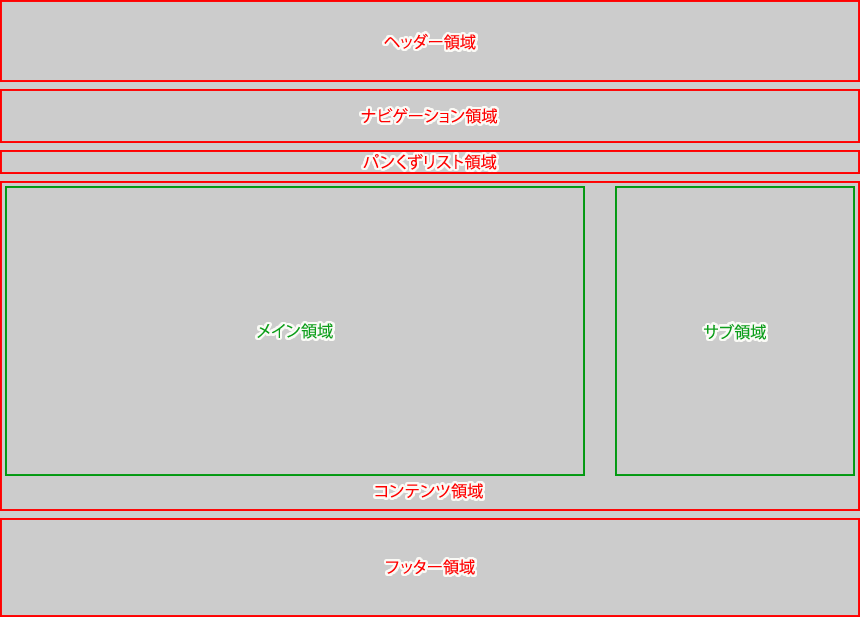 ヘッダー領域
ナビゲーション領域
パンくずリスト領域
メイン領域
サブ領域
コンテンツ領域
フッター領域